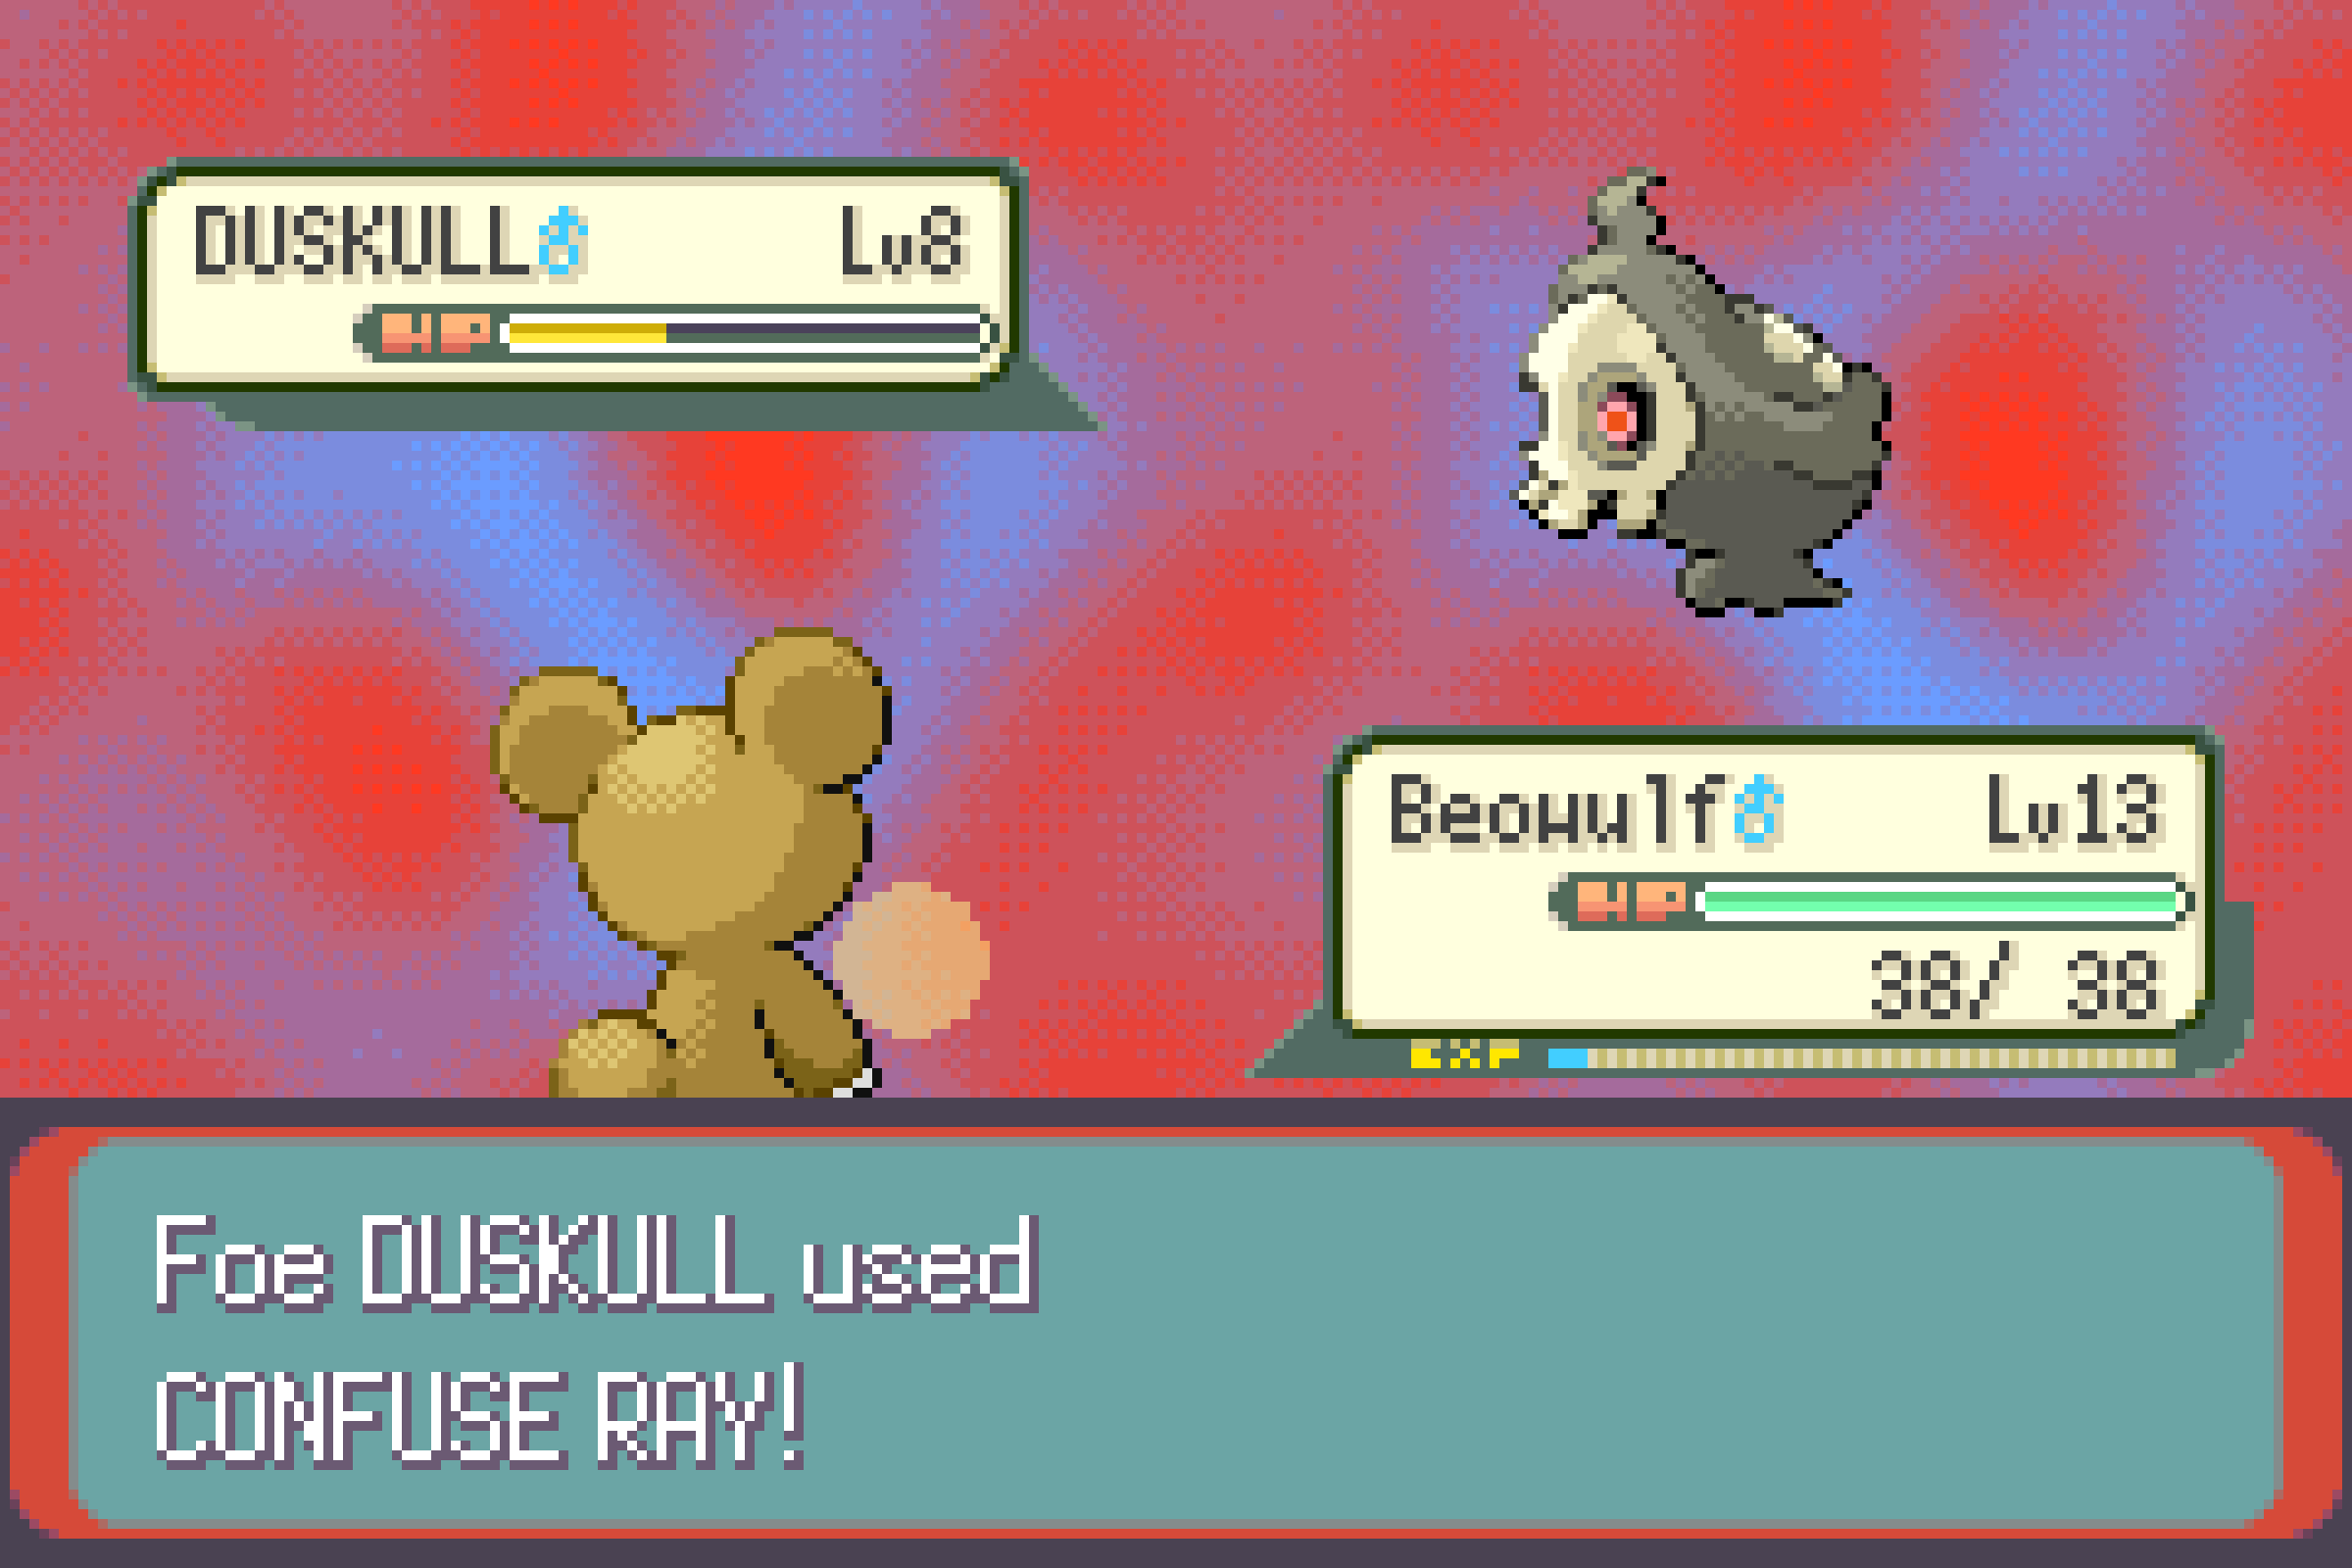 DUSKULL♂ Lv8
HP
Beowulf♂ Lv13
HP
38/ 38
EXP
Foe DUSKULL used
CONFUSE RAY!